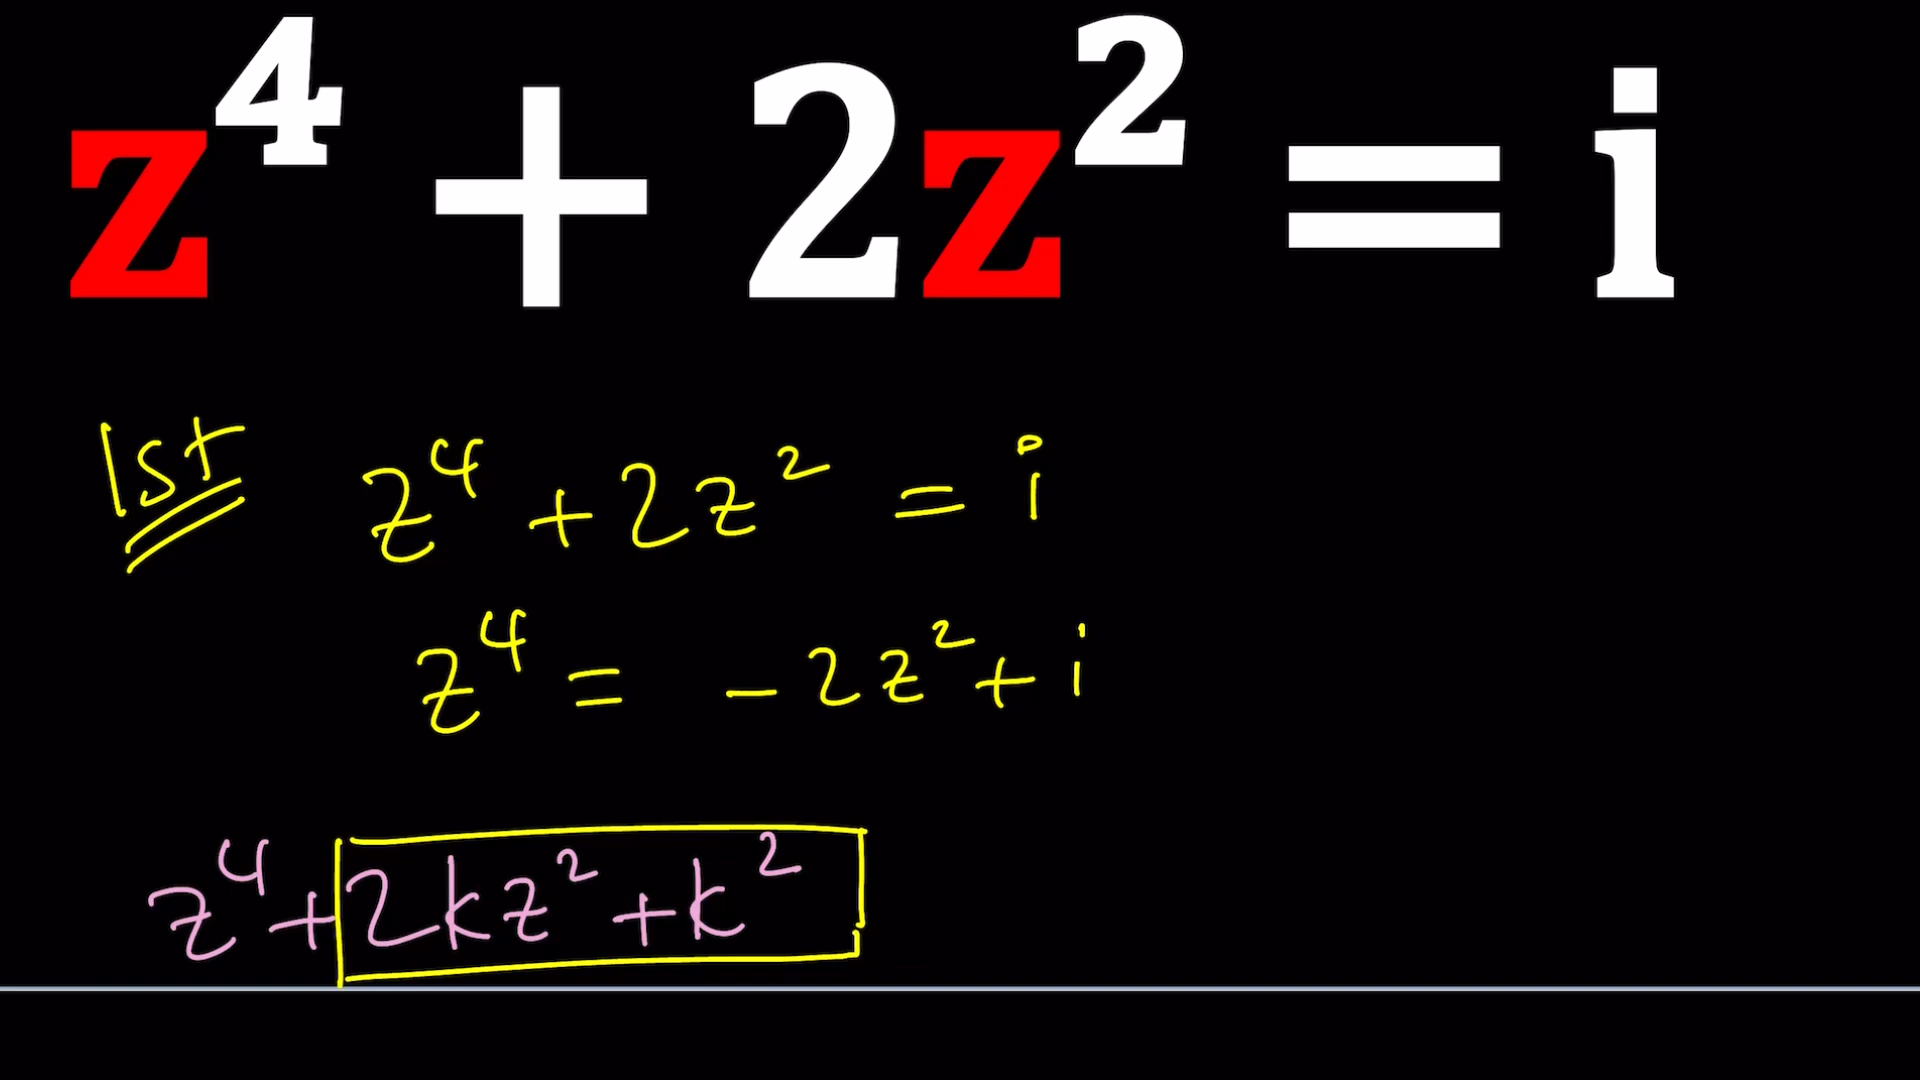 z⁴ + 2z² = i
1st z⁴ + 2z² = i
z⁴ = - 2z² + i
z⁴ + 2kz² + k²